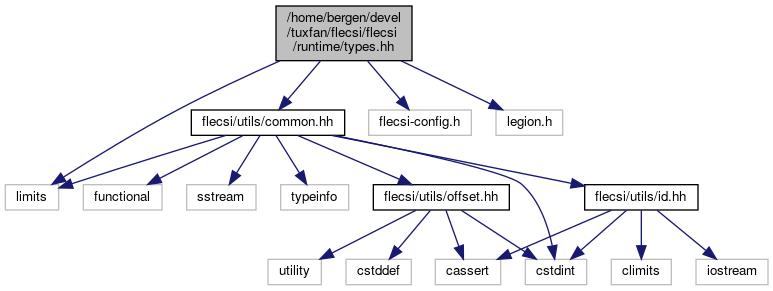 /home/bergen/devel
/tuxfan/flecsi/flecsi
/runtime/types.hh
flecsi/utils/common.hh
flecsi-config.h
legion.h
limits
functional
sstream
typeinfo
flecsi/utils/offset.hh
flecsi/utils/id.hh
utility
cstddef
cassert
cstdint
climits
iostream